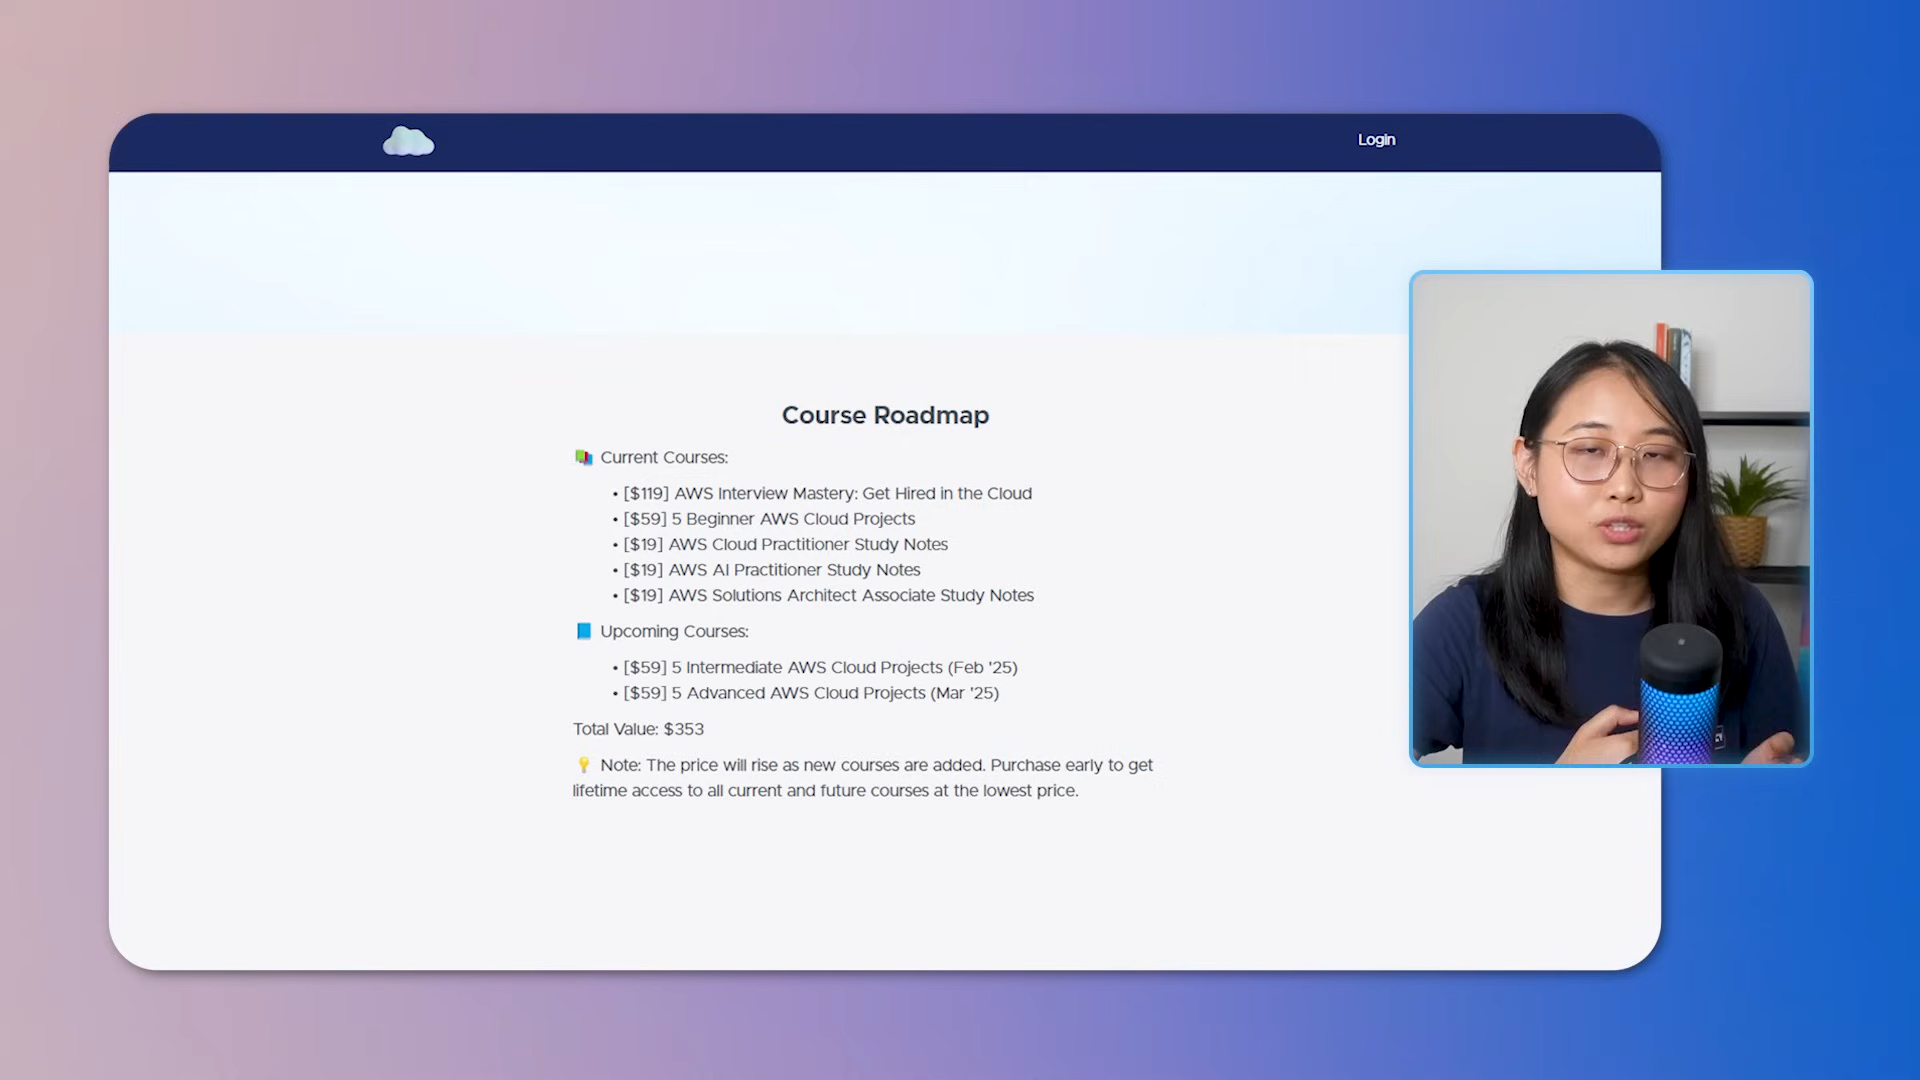 Login
Course Roadmap
📚 Current Courses:
• [$119] AWS Interview Mastery: Get Hired in the Cloud
• [$59] 5 Beginner AWS Cloud Projects
• [$19] AWS Cloud Practitioner Study Notes
• [$19] AWS AI Practitioner Study Notes
• [$19] AWS Solutions Architect Associate Study Notes
📘 Upcoming Courses:
• [$59] 5 Intermediate AWS Cloud Projects (Feb '25)
• [$59] 5 Advanced AWS Cloud Projects (Mar '25)
Total Value: $353
💡 Note: The price will rise as new courses are added. Purchase early to get
lifetime access to all current and future courses at the lowest price.